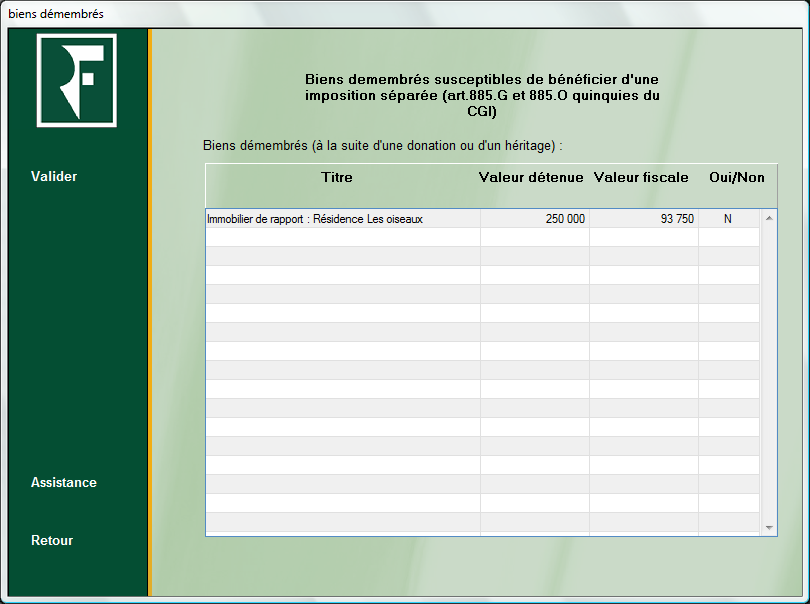 biens démembrés
Biens demembrés susceptibles de bénéficier d'une
imposition séparée (art.885.G et 885.O quinquies du
CGI)
Biens démembrés (à la suite d'une donation ou d'un héritage) :
Titre Valeur détenue Valeur fiscale Oui/Non
Immobilier de rapport : Résidence Les oiseaux 250 000 93 750 N
Valider
Assistance
Retour